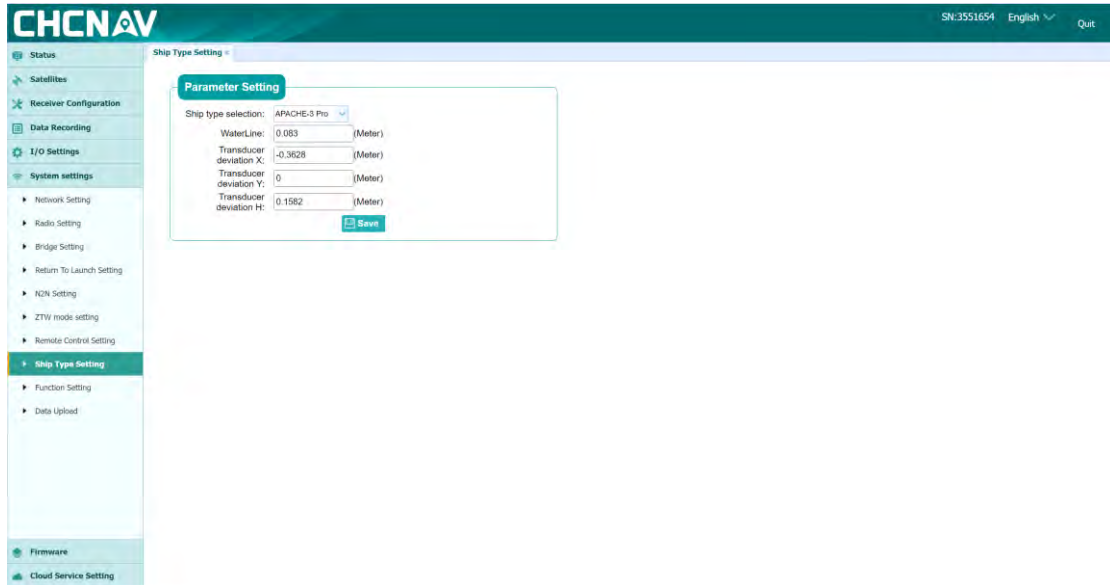 CHCNAV
SN:3551654 English Quit
Status
Satellites
Receiver Configuration
Data Recording
I/O Settings
System settings
Network Setting
Radio Setting
Bridge Setting
Return To Launch Setting
N2N Setting
ZTW mode setting
Remote Control Setting
Ship Type Setting
Function Setting
Data Upload
Firmware
Cloud Service Setting
Ship Type Setting ×
Parameter Setting
Ship type selection: APACHE-3 Pro
WaterLine: 0.083 (Meter)
Transducer
deviation X: -0.3628 (Meter)
Transducer
deviation Y: 0 (Meter)
Transducer
deviation H: 0.1582 (Meter)
Save